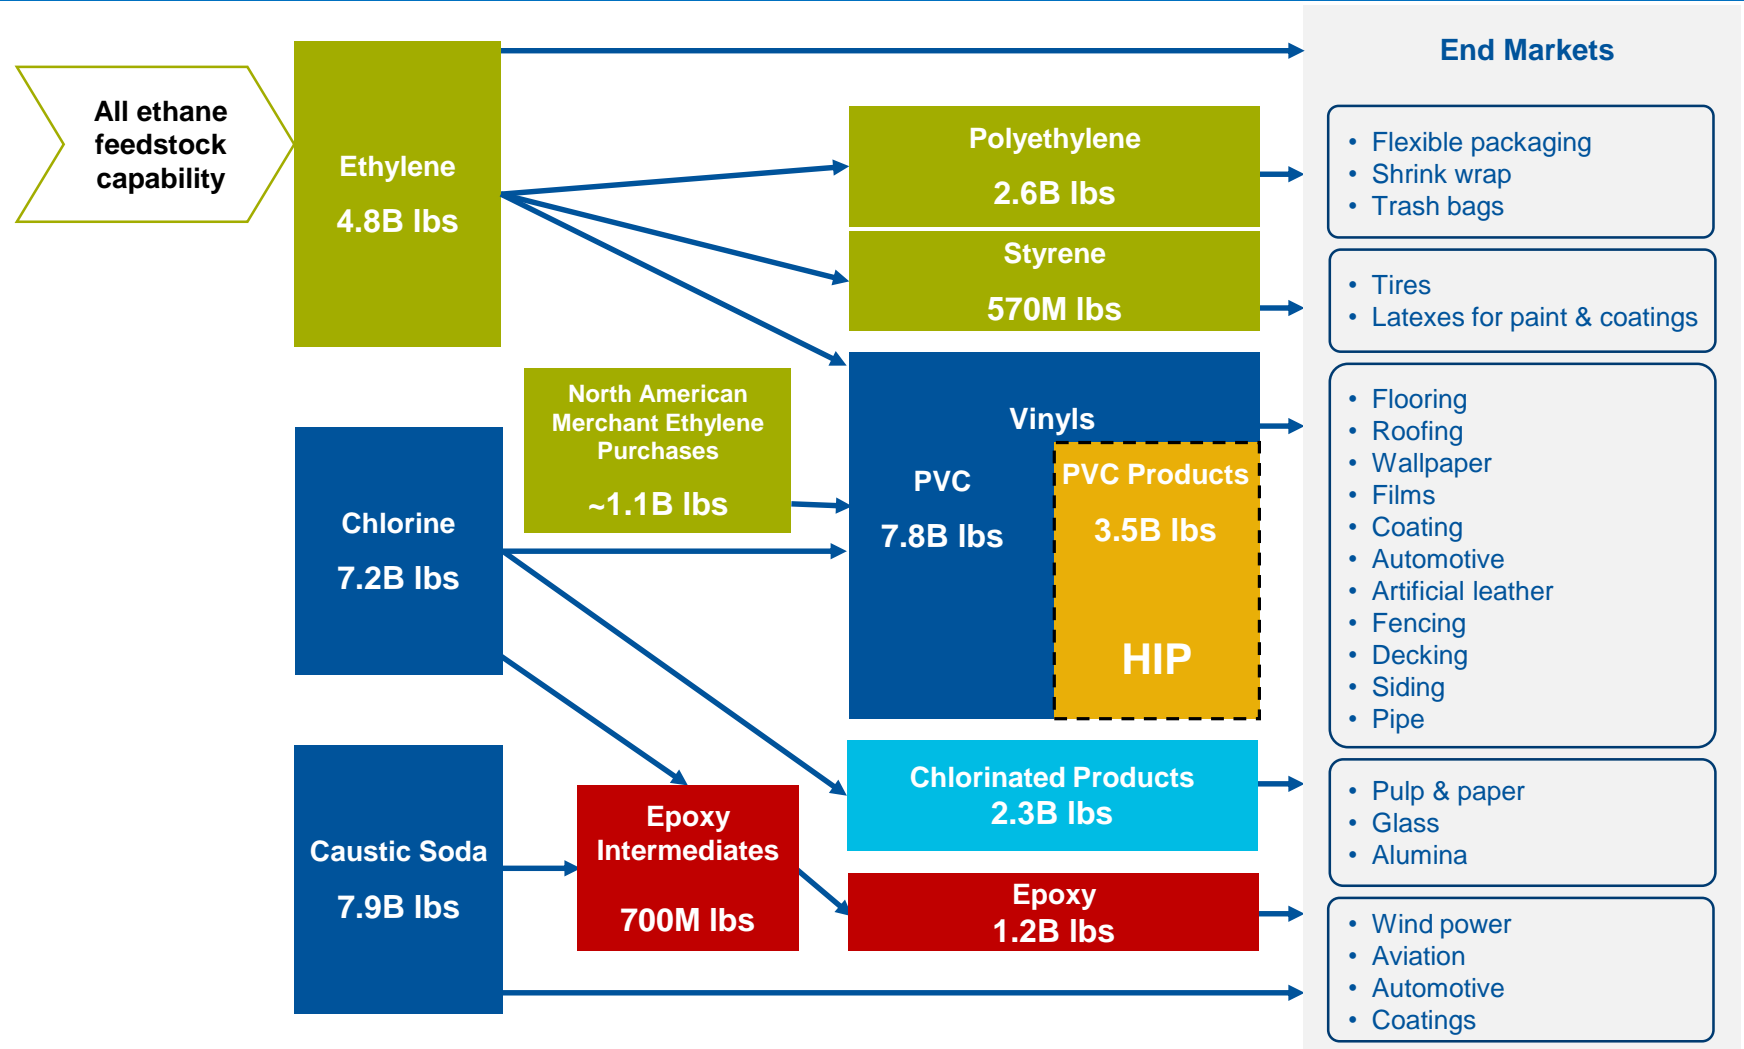 All ethane
feedstock
capability
Ethylene
4.8B lbs
Chlorine
7.2B lbs
Caustic Soda
7.9B lbs
North American
Merchant Ethylene
Purchases
~1.1B lbs
Epoxy
Intermediates
700M lbs
Polyethylene
2.6B lbs
Styrene
570M lbs
Vinyls
PVC
7.8B lbs
PVC Products
3.5B lbs
HIP
Chlorinated Products
2.3B lbs
Epoxy
1.2B lbs
End Markets
• Flexible packaging
• Shrink wrap
• Trash bags
• Tires
• Latexes for paint & coatings
• Flooring
• Roofing
• Wallpaper
• Films
• Coating
• Automotive
• Artificial leather
• Fencing
• Decking
• Siding
• Pipe
• Pulp & paper
• Glass
• Alumina
• Wind power
• Aviation
• Automotive
• Coatings